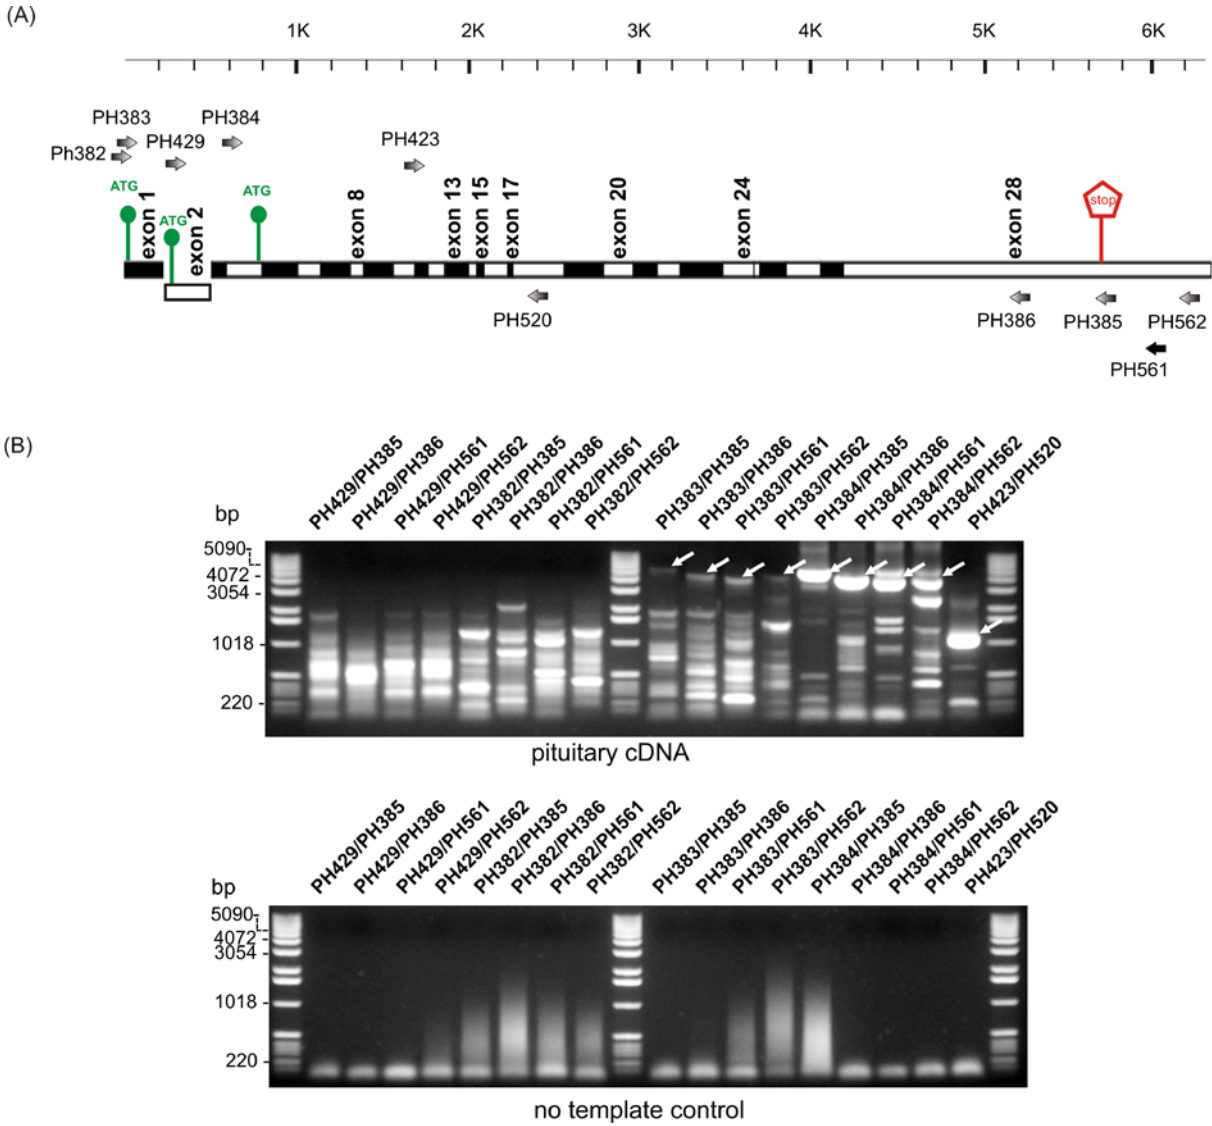 (A)
1K 2K 3K 4K 5K 6K
PH383 PH384
Ph382 PH429 PH423
ATG ATG ATG
exon 1 exon 2 exon 8 exon 13 exon 15 exon 17 exon 20 exon 24 exon 28
stop
PH520 PH386 PH385 PH562
PH561
(B)
PH429/PH385 PH429/PH386 PH429/PH561 PH429/PH562 PH382/PH385 PH382/PH386 PH382/PH561 PH382/PH562 PH383/PH385 PH383/PH386 PH383/PH561 PH383/PH562 PH384/PH385 PH384/PH386 PH384/PH561 PH384/PH562 PH423/PH520
bp
5090-
4072 -
3054 -
1018 -
220 -
pituitary cDNA
PH429/PH385 PH429/PH386 PH429/PH561 PH429/PH562 PH382/PH385 PH382/PH386 PH382/PH561 PH382/PH562 PH383/PH385 PH383/PH386 PH383/PH561 PH383/PH562 PH384/PH385 PH384/PH386 PH384/PH561 PH384/PH562 PH423/PH520
bp
5090-
4072 -
3054 -
1018 -
220 -
no template control